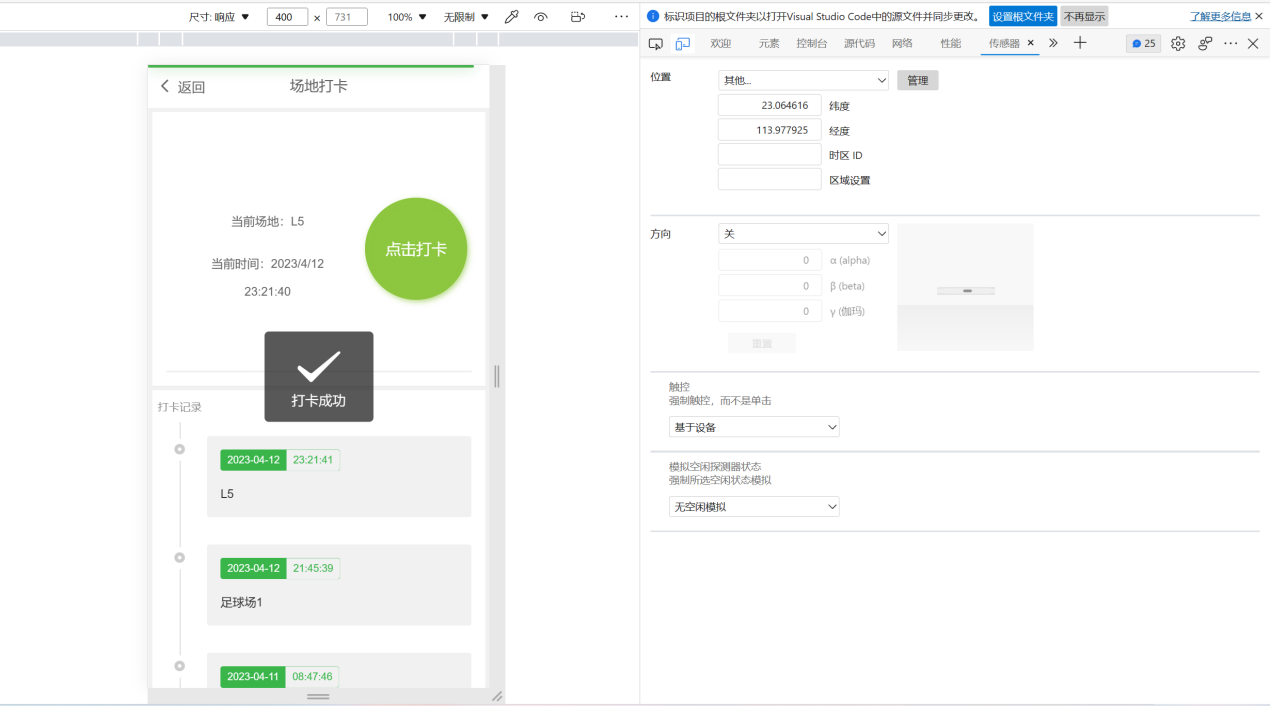 尺寸: 响应 ▼ 400 × 731 100% ▼ 无限制 ▼
标识项目的根文件夹以打开Visual Studio Code中的源文件并同步更改。 设置根文件夹 不再显示 了解更多信息
欢迎 元素 控制台 源代码 网络 性能 传感器 25
返回 场地打卡
当前场地：L5
当前时间：2023/4/12
23:21:40
点击打卡
打卡成功
打卡记录
2023-04-12 23:21:41
L5
2023-04-12 21:45:39
足球场1
2023-04-11 08:47:46
位置 其他... 管理
23.064616 纬度
113.977925 经度
时区 ID
区域设置
方向 关
0 α (alpha)
0 β (beta)
0 γ (伽玛)
重置
触控
强制触控，而不是单击
基于设备
模拟空闲探测器状态
强制所选空闲状态模拟
无空闲模拟